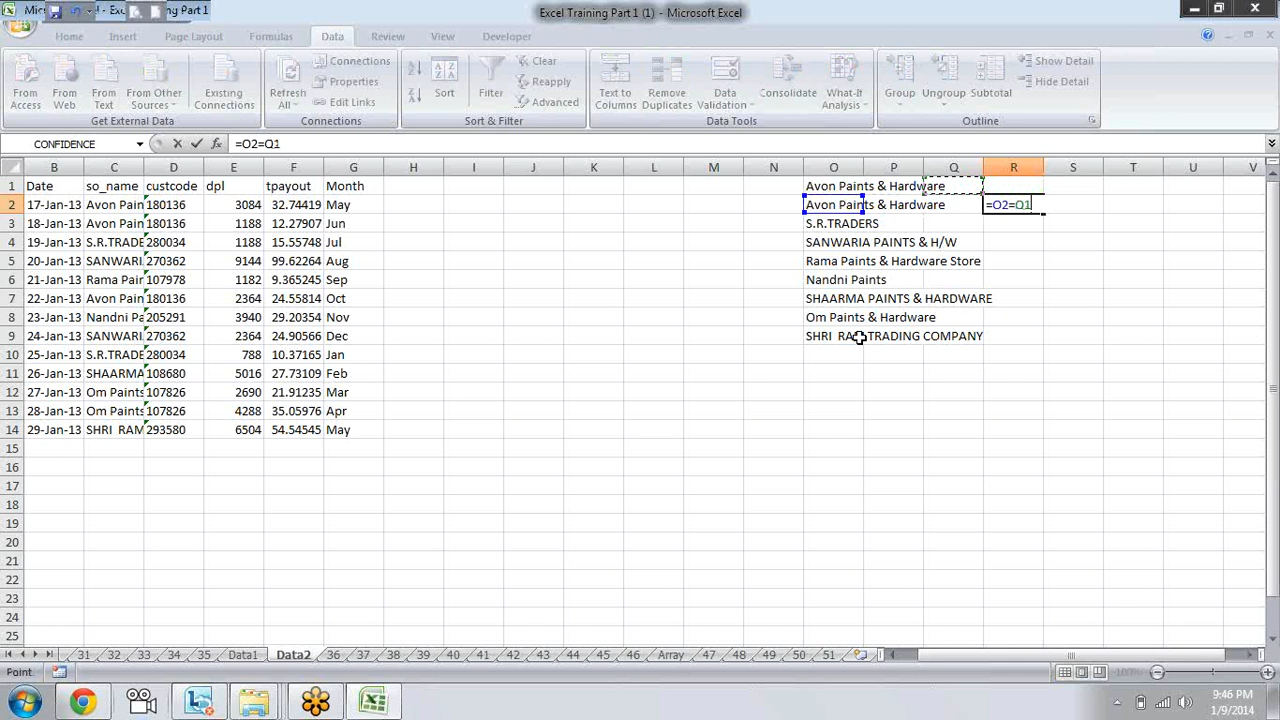 Excel Training Part 1 (1) - Microsoft Excel
Home Insert Page Layout Formulas Data Review View Developer
From Access
From Web
From Text
From Other Sources
Existing Connections
Get External Data
Refresh All
Connections
Properties
Edit Links
Connections
Sort
Filter
Clear
Reapply
Advanced
Sort & Filter
Text to Columns
Remove Duplicates
Data Validation
Consolidate
What-If Analysis
Data Tools
Group
Ungroup
Subtotal
Show Detail
Hide Detail
Outline
CONFIDENCE =O2=Q1
B C D E F G H I J K L M N O P Q R S T U V
1 Date so_name custcode dpl tpayout Month Avon Paints & Hardware
2 17-Jan-13 Avon Pain 180136 3084 32.74419 May Avon Paints & Hardware =O2=Q1
3 18-Jan-13 Avon Pain 180136 1188 12.27907 Jun S.R.TRADERS
4 19-Jan-13 S.R.TRADE 280034 1188 15.55748 Jul SANWARIA PAINTS & H/W
5 20-Jan-13 SANWARI 270362 9144 99.62264 Aug Rama Paints & Hardware Store
6 21-Jan-13 Rama Pain 107978 1182 9.365245 Sep Nandni Paints
7 22-Jan-13 Avon Pain 180136 2364 24.55814 Oct SHAARMA PAINTS & HARDWARE
8 23-Jan-13 Nandni Pa 205291 3940 29.20354 Nov Om Paints & Hardware
9 24-Jan-13 SANWARI 270362 2364 24.90566 Dec SHRI RAM TRADING COMPANY
10 25-Jan-13 S.R.TRADE 280034 788 10.37165 Jan
11 26-Jan-13 SHAARMA 108680 5016 27.73109 Feb
12 27-Jan-13 Om Paints 107826 2690 21.91235 Mar
13 28-Jan-13 Om Paints 107826 4288 35.05976 Apr
14 29-Jan-13 SHRI RAM 293580 6504 54.54545 May
15
16
17
18
19
20
21
22
23
24
25
31 32 33 34 35 Data1 Data2 36 37 38 39 40 41 42 43 44 45 46 Array 47 48 49 50 51
Point 100%
9:46 PM
1/9/2014